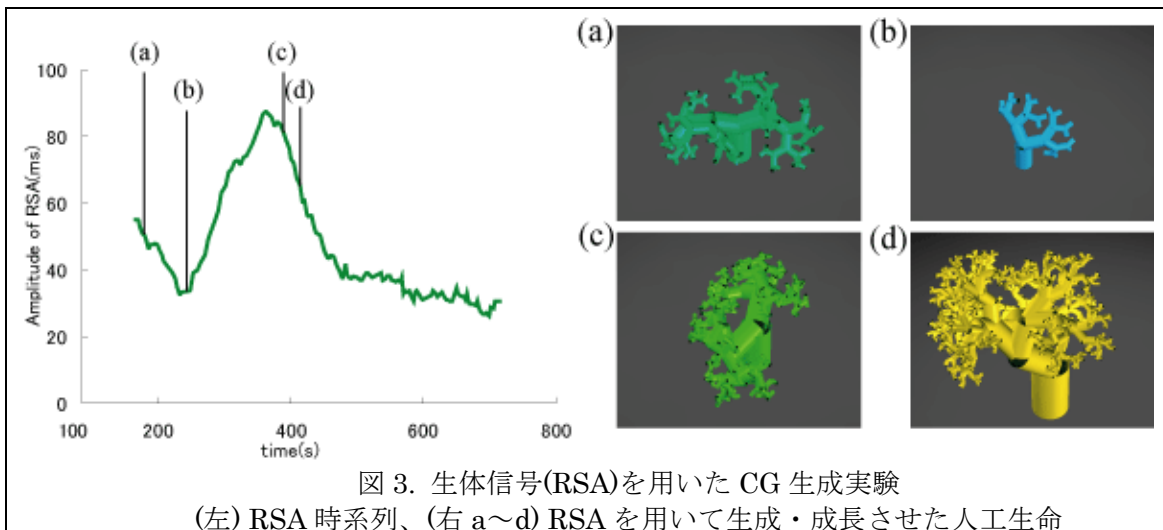 (a)
(b)
(c)
(d)
100
80
60
40
20
0
Amplitude of RSA(ms)
100
200
400
600
800
time(s)
(a)
(b)
(c)
(d)
図 3. 生体信号(RSA)を用いた CG 生成実験
(左) RSA 時系列、(右 a～d) RSA を用いて生成・成長させた人工生命